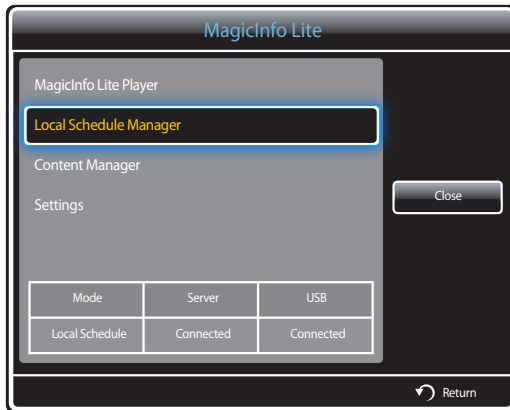 MagicInfo Lite
MagicInfo Lite Player
Local Schedule Manager
Content Manager
Settings
Close
Mode Server USB
Local Schedule Connected Connected
Return